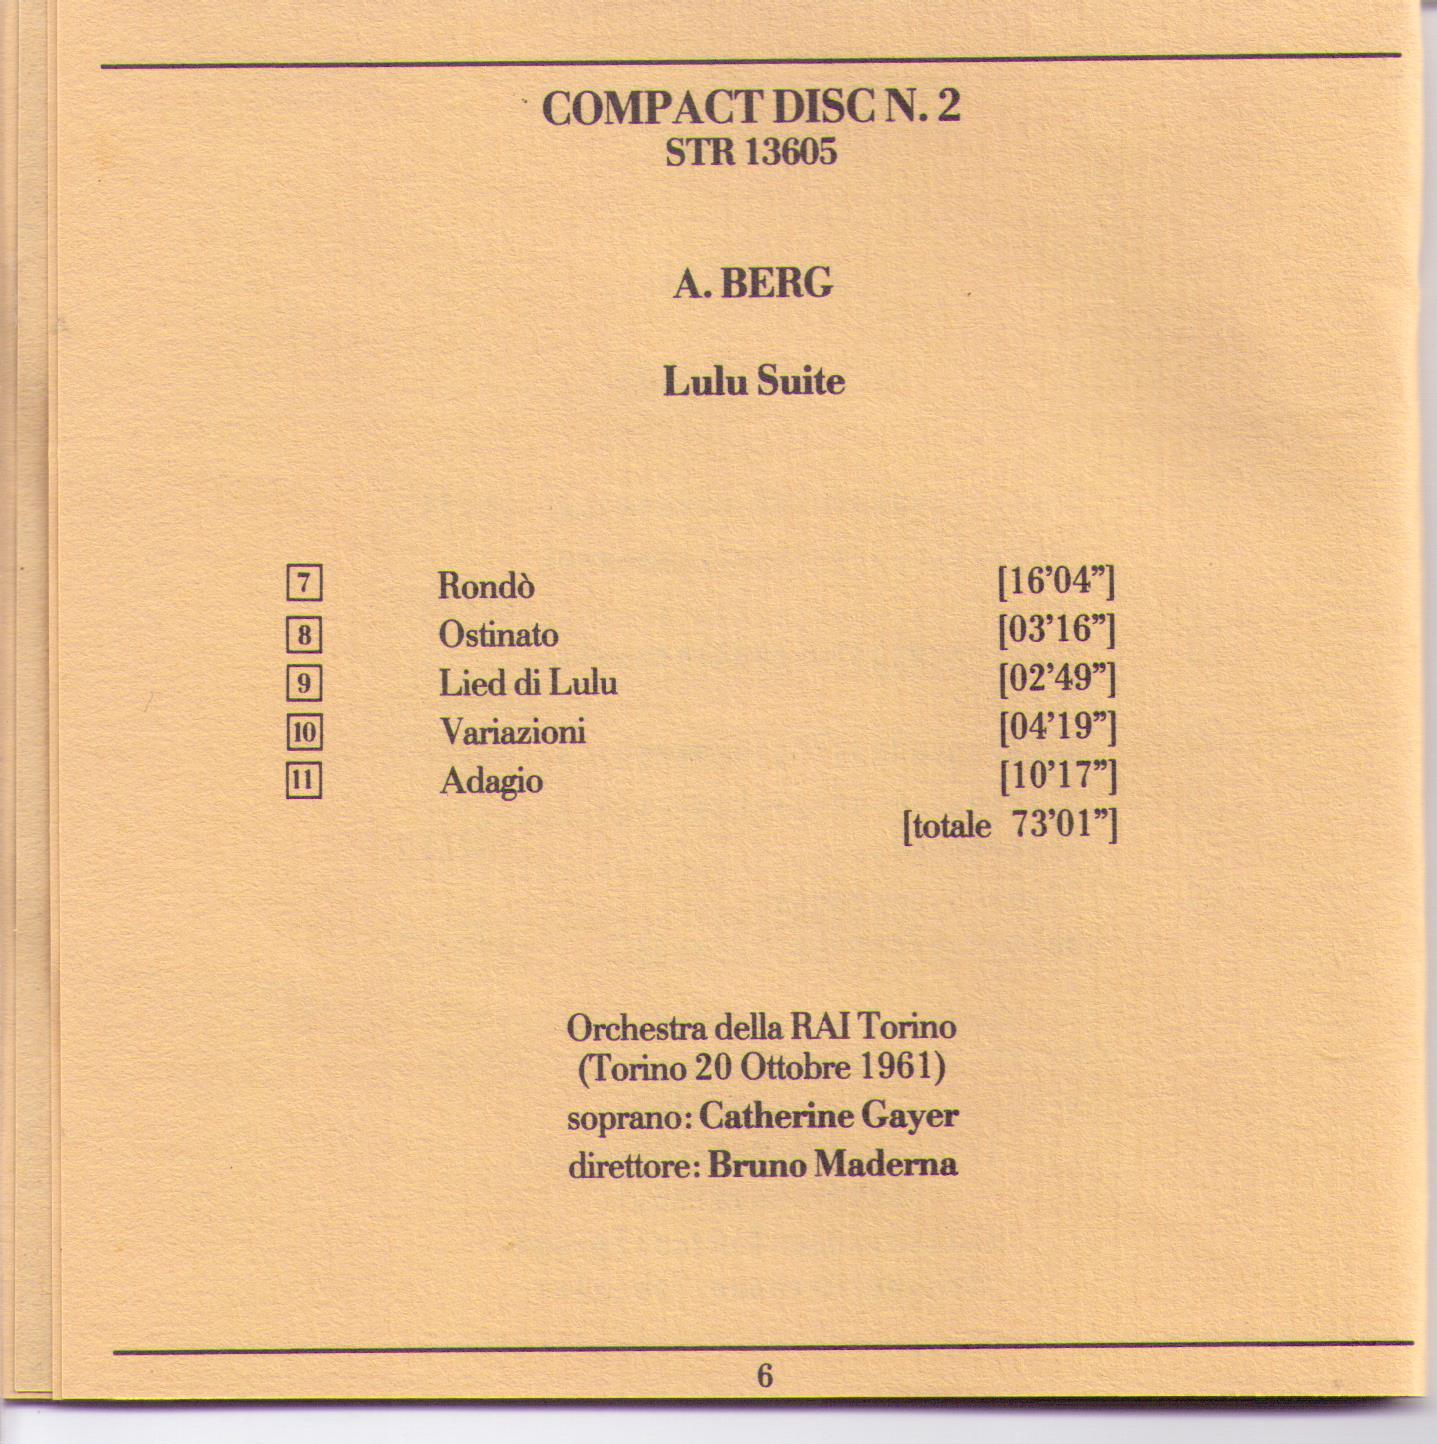 COMPACT DISC N. 2
STR 13605
A. BERG
Lulu Suite
7 Rondò [16’04”]
8 Ostinato [03’16”]
9 Lied di Lulu [02’49”]
10 Variazioni [04’19”]
11 Adagio [10’17”]
[totale 73’01”]
Orchestra della RAI Torino
(Torino 20 Ottobre 1961)
soprano: Catherine Gayer
direttore: Bruno Maderna
6